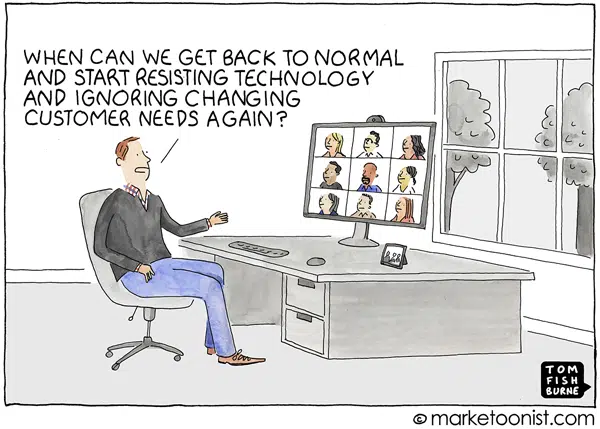 WHEN CAN WE GET BACK TO NORMAL
AND START RESISTING TECHNOLOGY
AND IGNORING CHANGING
CUSTOMER NEEDS AGAIN?
TOM
FISH
BURNE
© marketoonist.com